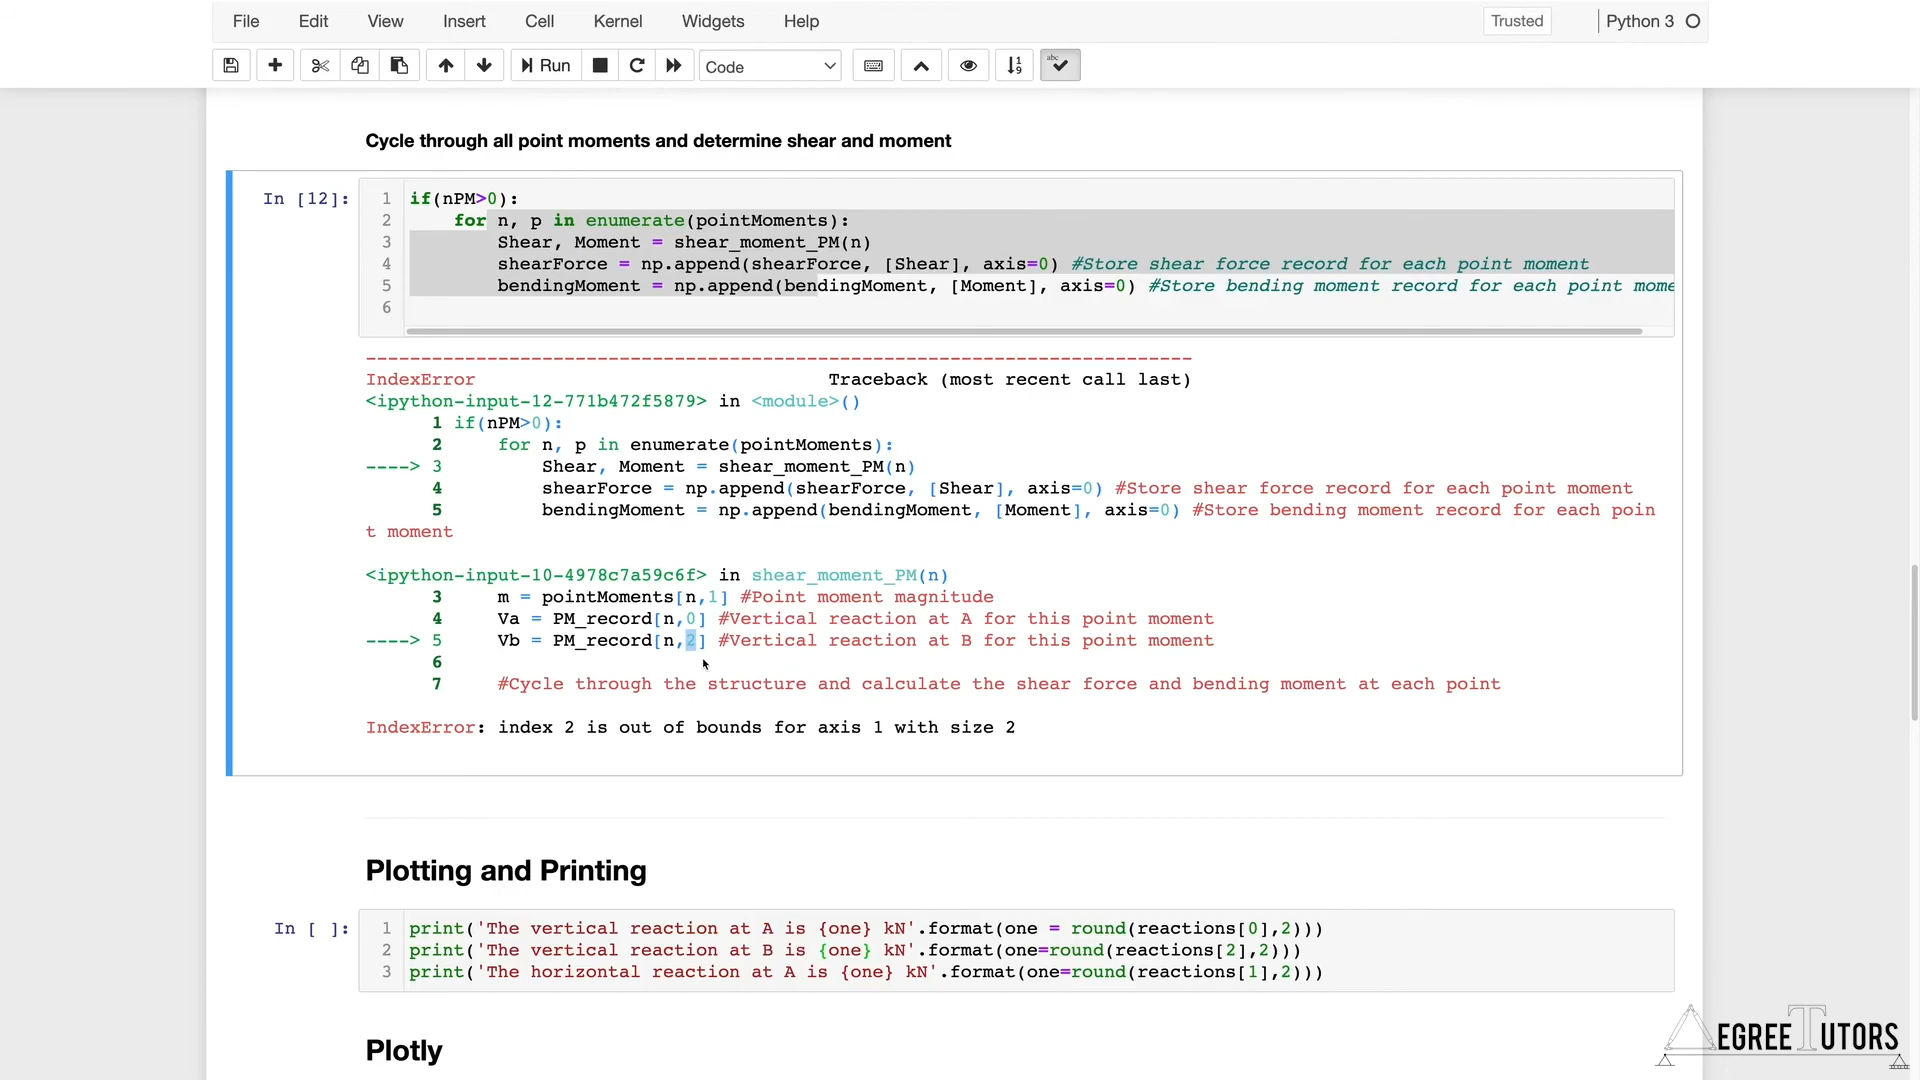 File Edit View Insert Cell Kernel Widgets Help Trusted Python 3
Run Code
Cycle through all point moments and determine shear and moment
In [12]:
1 if(nPM>0):
2 for n, p in enumerate(pointMoments):
3 Shear, Moment = shear_moment_PM(n)
4 shearForce = np.append(shearForce, [Shear], axis=0) #Store shear force record for each point moment
5 bendingMoment = np.append(bendingMoment, [Moment], axis=0) #Store bending moment record for each point mome
6
---------------------------------------------------------------------------
IndexError Traceback (most recent call last)
<ipython-input-12-771b472f5879> in <module>()
1 if(nPM>0):
2 for n, p in enumerate(pointMoments):
----> 3 Shear, Moment = shear_moment_PM(n)
4 shearForce = np.append(shearForce, [Shear], axis=0) #Store shear force record for each point moment
5 bendingMoment = np.append(bendingMoment, [Moment], axis=0) #Store bending moment record for each poin
t moment
<ipython-input-10-4978c7a59c6f> in shear_moment_PM(n)
3 m = pointMoments[n,1] #Point moment magnitude
4 Va = PM_record[n,0] #Vertical reaction at A for this point moment
----> 5 Vb = PM_record[n,2] #Vertical reaction at B for this point moment
6
7 #Cycle through the structure and calculate the shear force and bending moment at each point
IndexError: index 2 is out of bounds for axis 1 with size 2
Plotting and Printing
In [ ]:
1 print('The vertical reaction at A is {one} kN'.format(one = round(reactions[0],2)))
2 print('The vertical reaction at B is {one} kN'.format(one=round(reactions[2],2)))
3 print('The horizontal reaction at A is {one} kN'.format(one=round(reactions[1],2)))
Plotly
DEGREE TUTORS